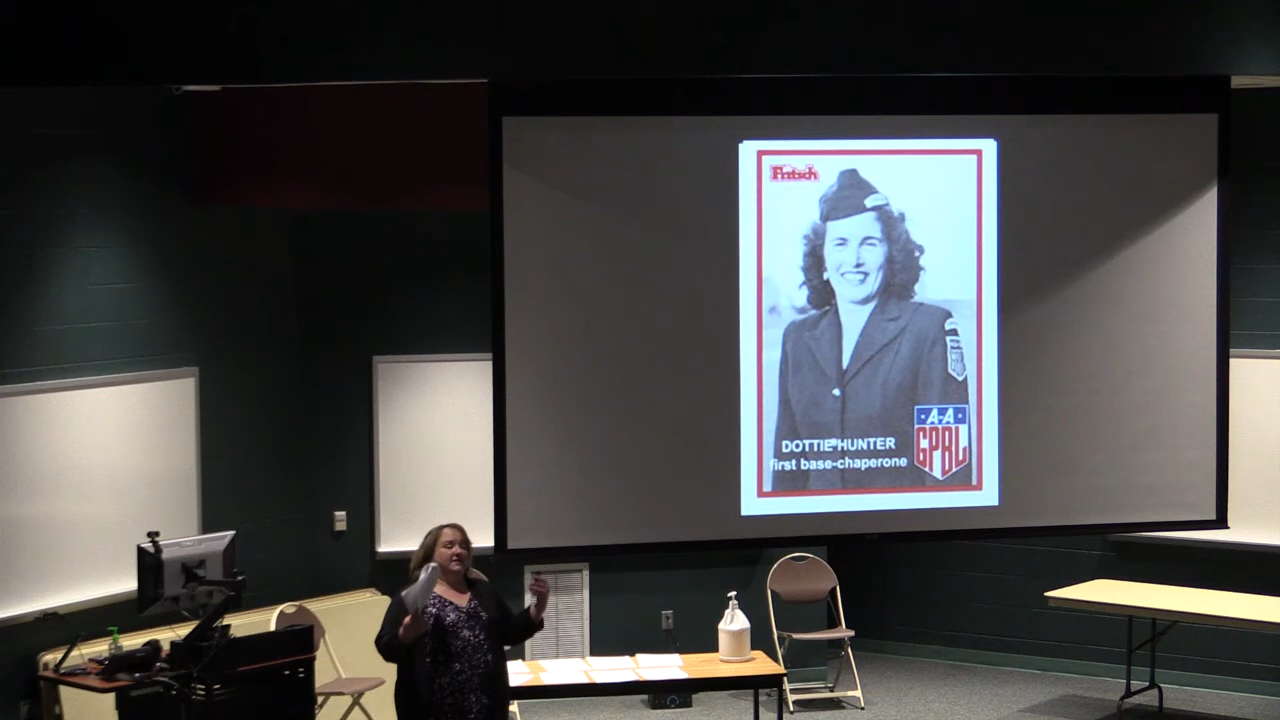 Fritsch
DOTTIE HUNTER
first base-chaperone
A-A
GPBL